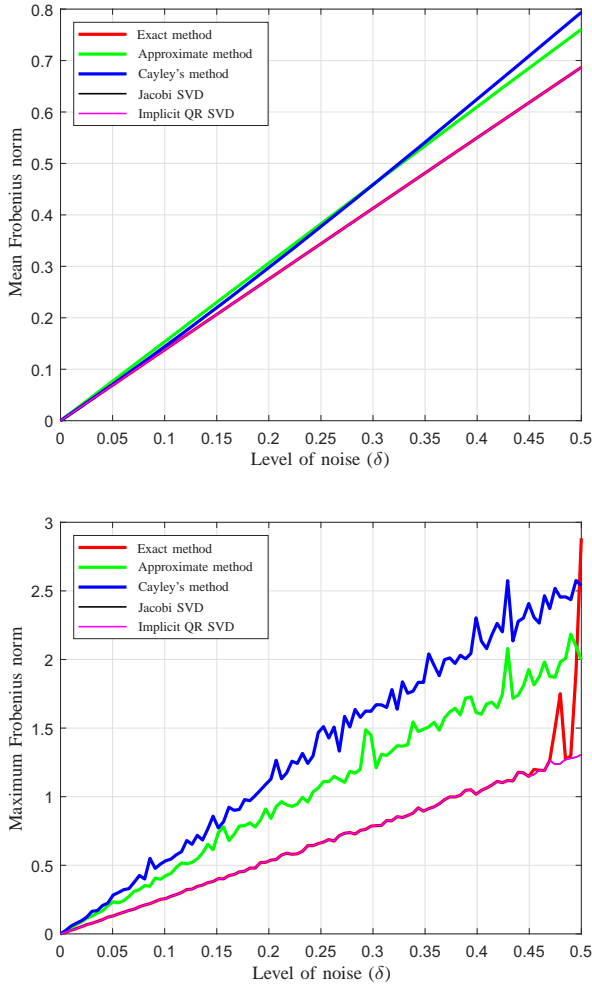 0.8
0.7
0.6
0.5
0.4
0.3
0.2
0.1
0
Mean Frobenius norm
Exact method
Approximate method
Cayley's method
Jacobi SVD
Implicit QR SVD
0 0.05 0.1 0.15 0.2 0.25 0.3 0.35 0.4 0.45 0.5
Level of noise (δ)
3
2.5
2
1.5
1
0.5
0
Maximum Frobenius norm
Exact method
Approximate method
Cayley's method
Jacobi SVD
Implicit QR SVD
0 0.05 0.1 0.15 0.2 0.25 0.3 0.35 0.4 0.45 0.5
Level of noise (δ)